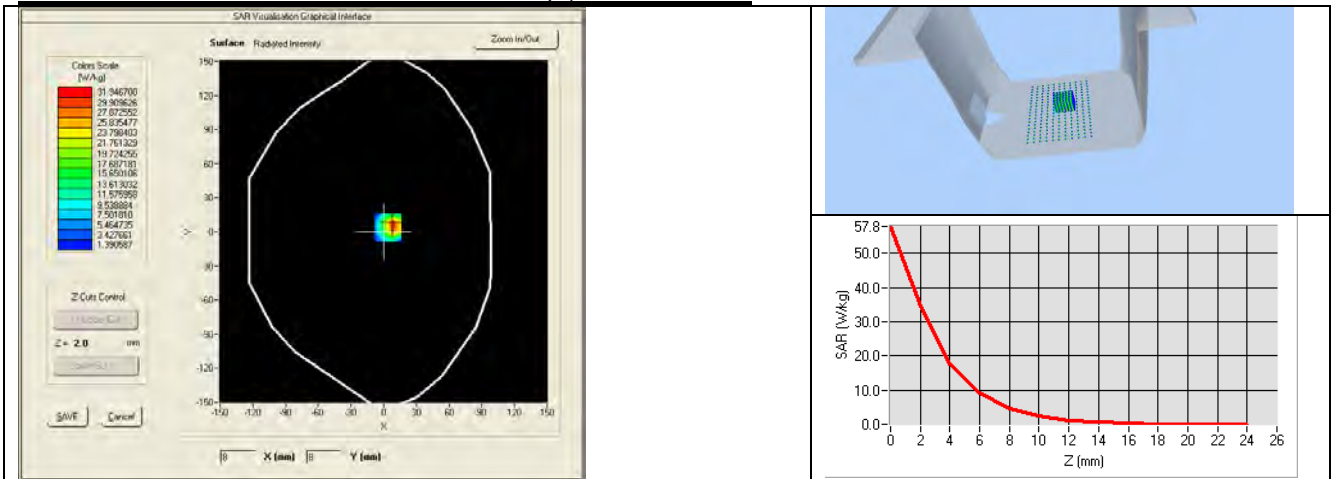 SAR Visualisation Graphical Interface
Surface Radiated Intensity
Zoom In/Out
Colors Scale
(W/kg)
31.946700
29.909626
27.872552
25.835477
23.798403
21.761329
19.724255
17.687181
15.650106
13.613032
11.575958
9.538884
7.501810
5.464735
3.427661
1.390587
150
120
90
60
30
0
-30
-60
-90
-120
-150
Y
-150 -120 -90 -60 -30 0 30 60 90 120 150
X
Z Cuts Control
Z = 2.0 mm
SAVE Cancel
8 X (mm) 8 Y (mm)
57.8
50.0
40.0
30.0
20.0
10.0
0.0
SAR (W/kg)
0 2 4 6 8 10 12 14 16 18 20 22 24 26
Z (mm)